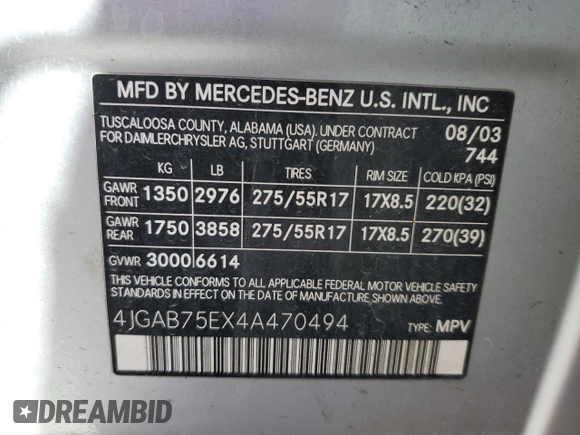 MFD BY MERCEDES-BENZ U.S. INTL., INC
TUSCALOOSA COUNTY, ALABAMA (USA). UNDER CONTRACT 08/03
FOR DAIMLERCHRYSLER AG, STUTTGART (GERMANY) 744
KG LB TIRES RIM SIZE COLD KPA (PSI)
GAWR FRONT 1350 2976 275/55R17 17X8.5 220(32)
GAWR REAR 1750 3858 275/55R17 17X8.5 270(39)
GVWR 3000 6614
THIS VEHICLE CONFORMS TO ALL APPLICABLE FEDERAL MOTOR VEHICLE SAFETY
STANDARDS IN EFFECT ON THE DATE OF MANUFACTURE SHOWN ABOVE.
4JGAB75EX4A470494 TYPE: MPV
DREAMBID